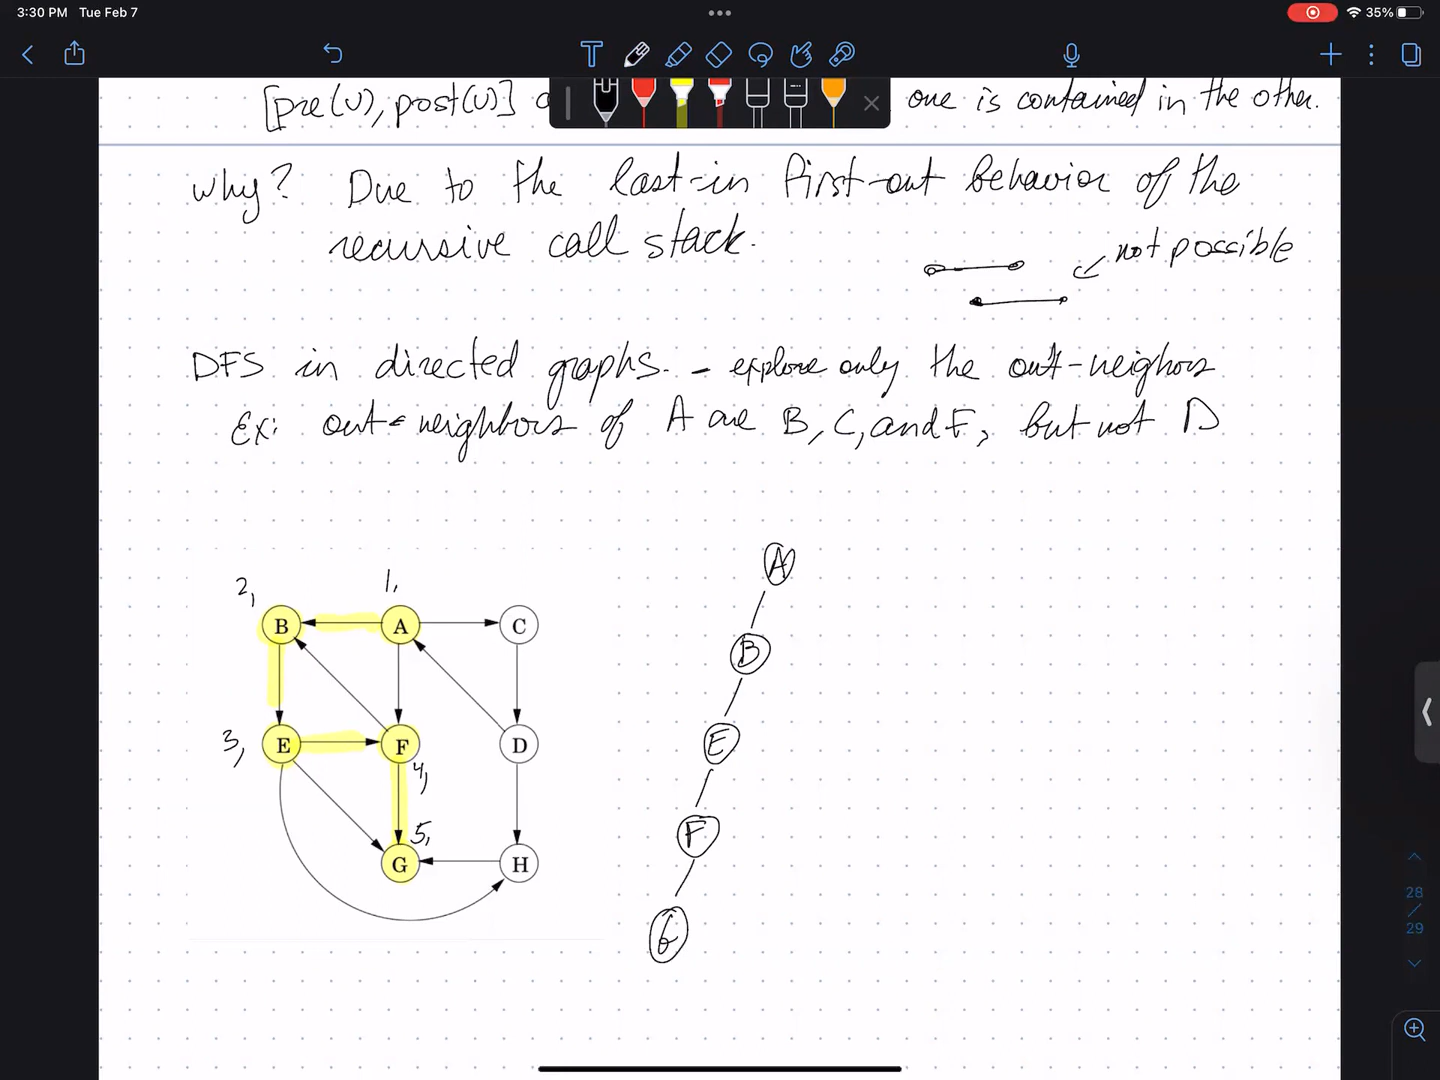 3:30 PM Tue Feb 7
35%
[pre(u), post(u)] one is contained in the other.
why? Due to the last-in first-out behavior of the
recursive call stack.
not possible
DFS in directed graphs. - explore only the out-neighors
Ex: out-neighbors of A are B, C, and F, but not D
2, 1,
B A C
3, E F D
4,
5,
G H
A
B
E
F
G
28
/
29